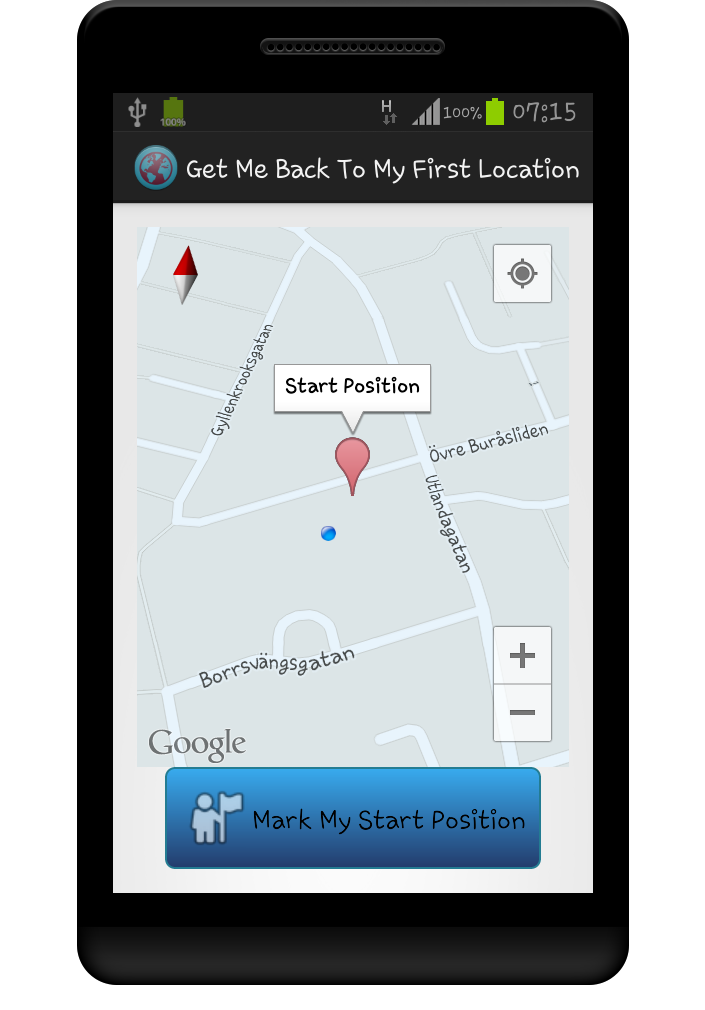 100%
H
100%
07:15
Get Me Back To My First Location
Gyllenkrooksgatan
Start Position
Övre Buråsliden
Utlandagatan
Borrsvängsgatan
Google
Mark My Start Position